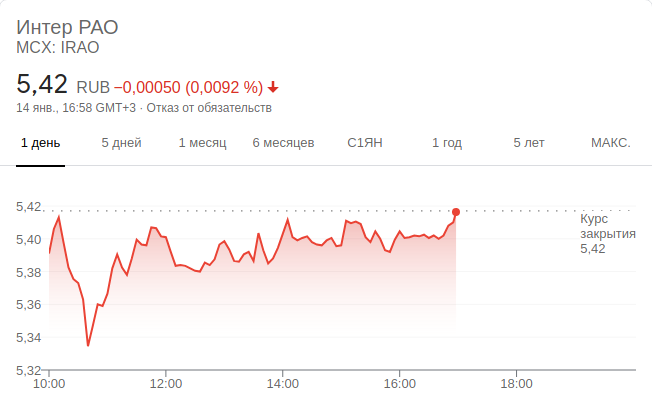 Интер РАО
MCX: IRAO
5,42 RUB −0,00050 (0,0092 %)
14 янв., 16:58 GMT+3 · Отказ от обязательств
1 день 5 дней 1 месяц 6 месяцев С1ЯН 1 год 5 лет МАКС.
5,42
5,40
5,38
5,36
5,34
5,32
Курс
закрытия
5,42
10:00 12:00 14:00 16:00 18:00